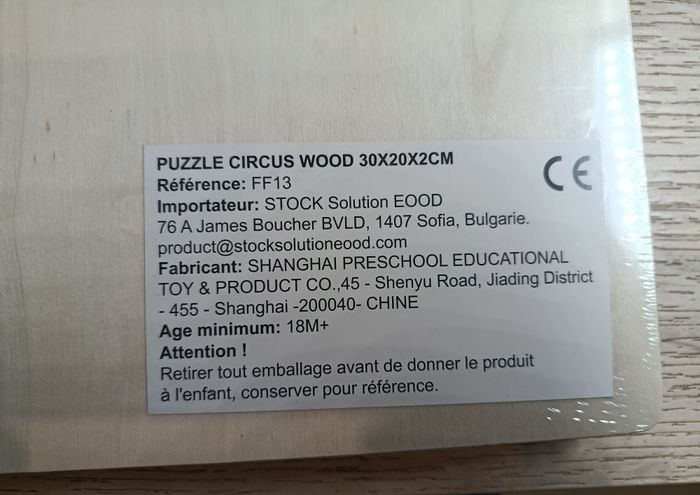 PUZZLE CIRCUS WOOD 30X20X2CM
CE
Référence: FF13
Importateur: STOCK Solution EOOD
76 A James Boucher BVLD, 1407 Sofia, Bulgarie.
product@stocksolutioneood.com
Fabricant: SHANGHAI PRESCHOOL EDUCATIONAL
TOY & PRODUCT CO.,45 - Shenyu Road, Jiading District
- 455 - Shanghai -200040- CHINE
Age minimum: 18M+
Attention !
Retirer tout emballage avant de donner le produit
à l'enfant, conserver pour référence.